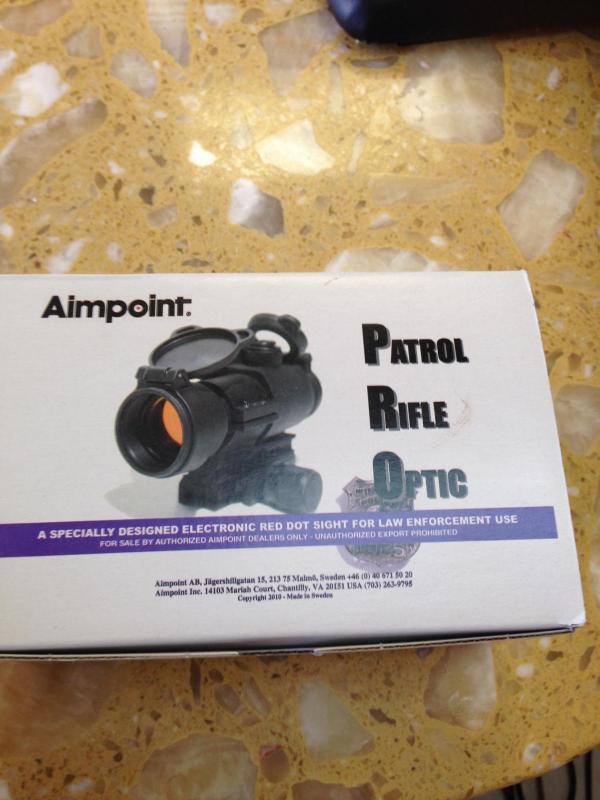 Aimpoint®
PATROL
RIFLE
OPTIC
A SPECIALLY DESIGNED ELECTRONIC RED DOT SIGHT FOR LAW ENFORCEMENT USE
FOR SALE BY AUTHORIZED AIMPOINT DEALERS ONLY - UNAUTHORIZED EXPORT PROHIBITED
Aimpoint AB, Jägershillgatan 15, 213 75 Malmö, Sweden +46 (0) 40 671 50 20
Aimpoint Inc. 14103 Mariah Court, Chantilly, VA 20151 USA (703) 263-9795
Copyright 2010 - Made in Sweden